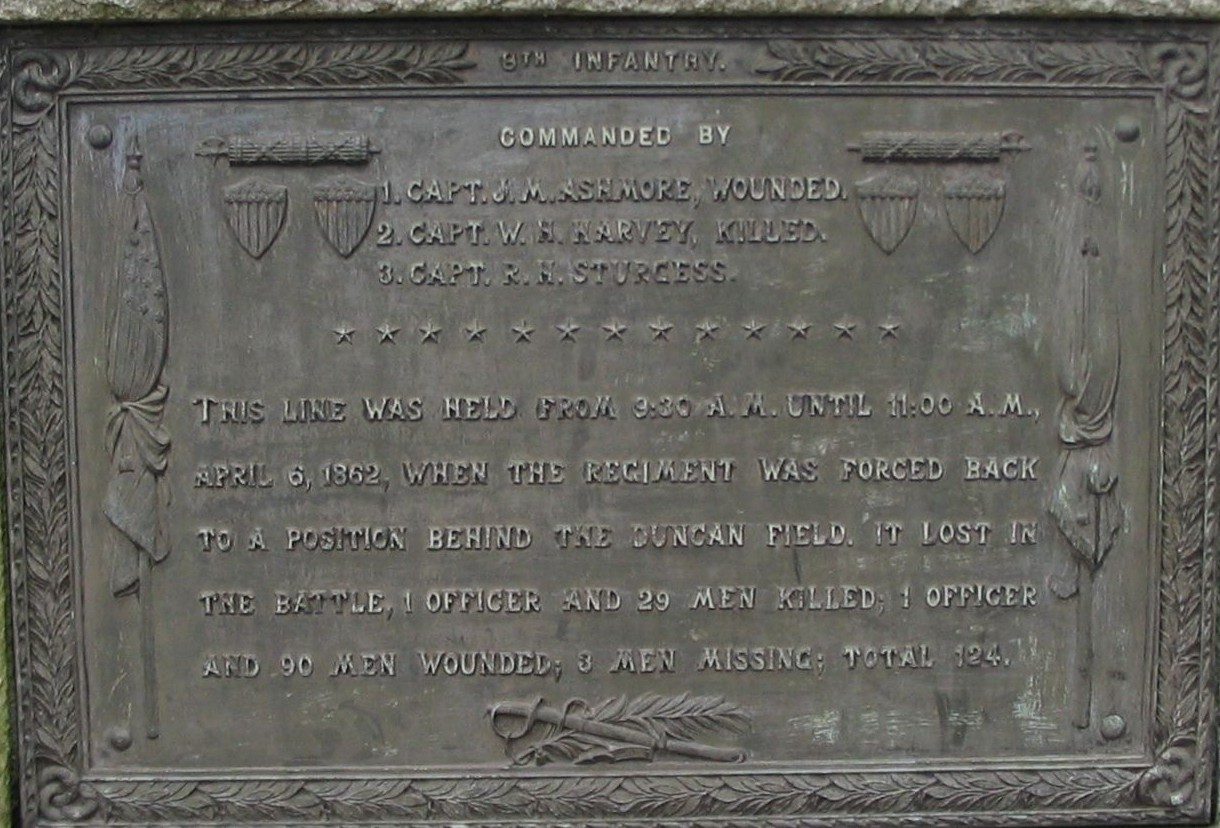 8TH INFANTRY.
COMMANDED BY
1. CAPT. J. M. ASHMORE, WOUNDED.
2. CAPT. W. H. HARVEY, KILLED.
3. CAPT. R. H. STURGESS.
THIS LINE WAS HELD FROM 9:30 A.M. UNTIL 11:00 A.M.,
APRIL 6, 1862, WHEN THE REGIMENT WAS FORCED BACK
TO A POSITION BEHIND THE DUNCAN FIELD. IT LOST IN
THE BATTLE, 1 OFFICER AND 29 MEN KILLED; 1 OFFICER
AND 90 MEN WOUNDED; 3 MEN MISSING; TOTAL 124.